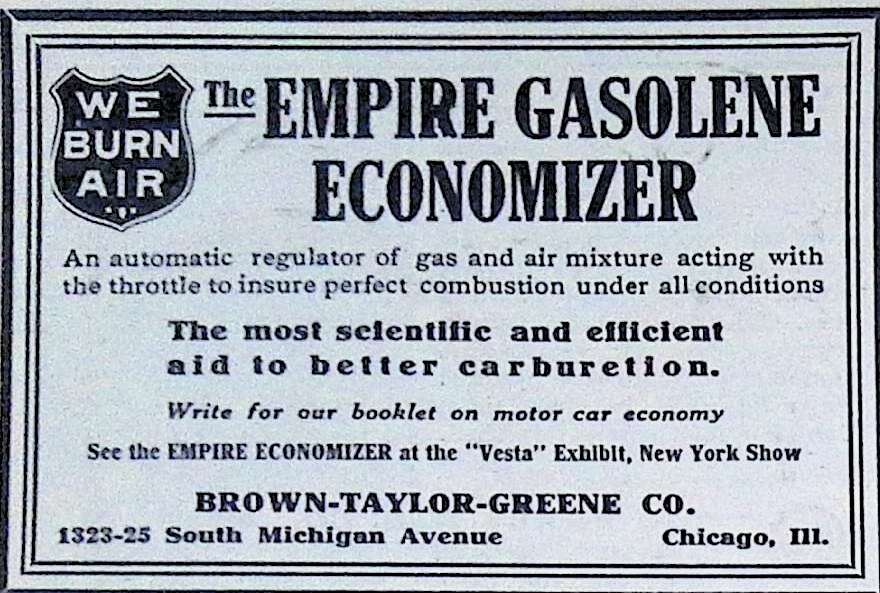 WE
BURN
AIR
The EMPIRE GASOLENE
ECONOMIZER
An automatic regulator of gas and air mixture acting with
the throttle to insure perfect combustion under all conditions
The most scientific and efficient
aid to better carburetion.
Write for our booklet on motor car economy
See the EMPIRE ECONOMIZER at the "Vesta" Exhibit, New York Show
BROWN-TAYLOR-GREENE CO.
1323-25 South Michigan Avenue Chicago, Ill.